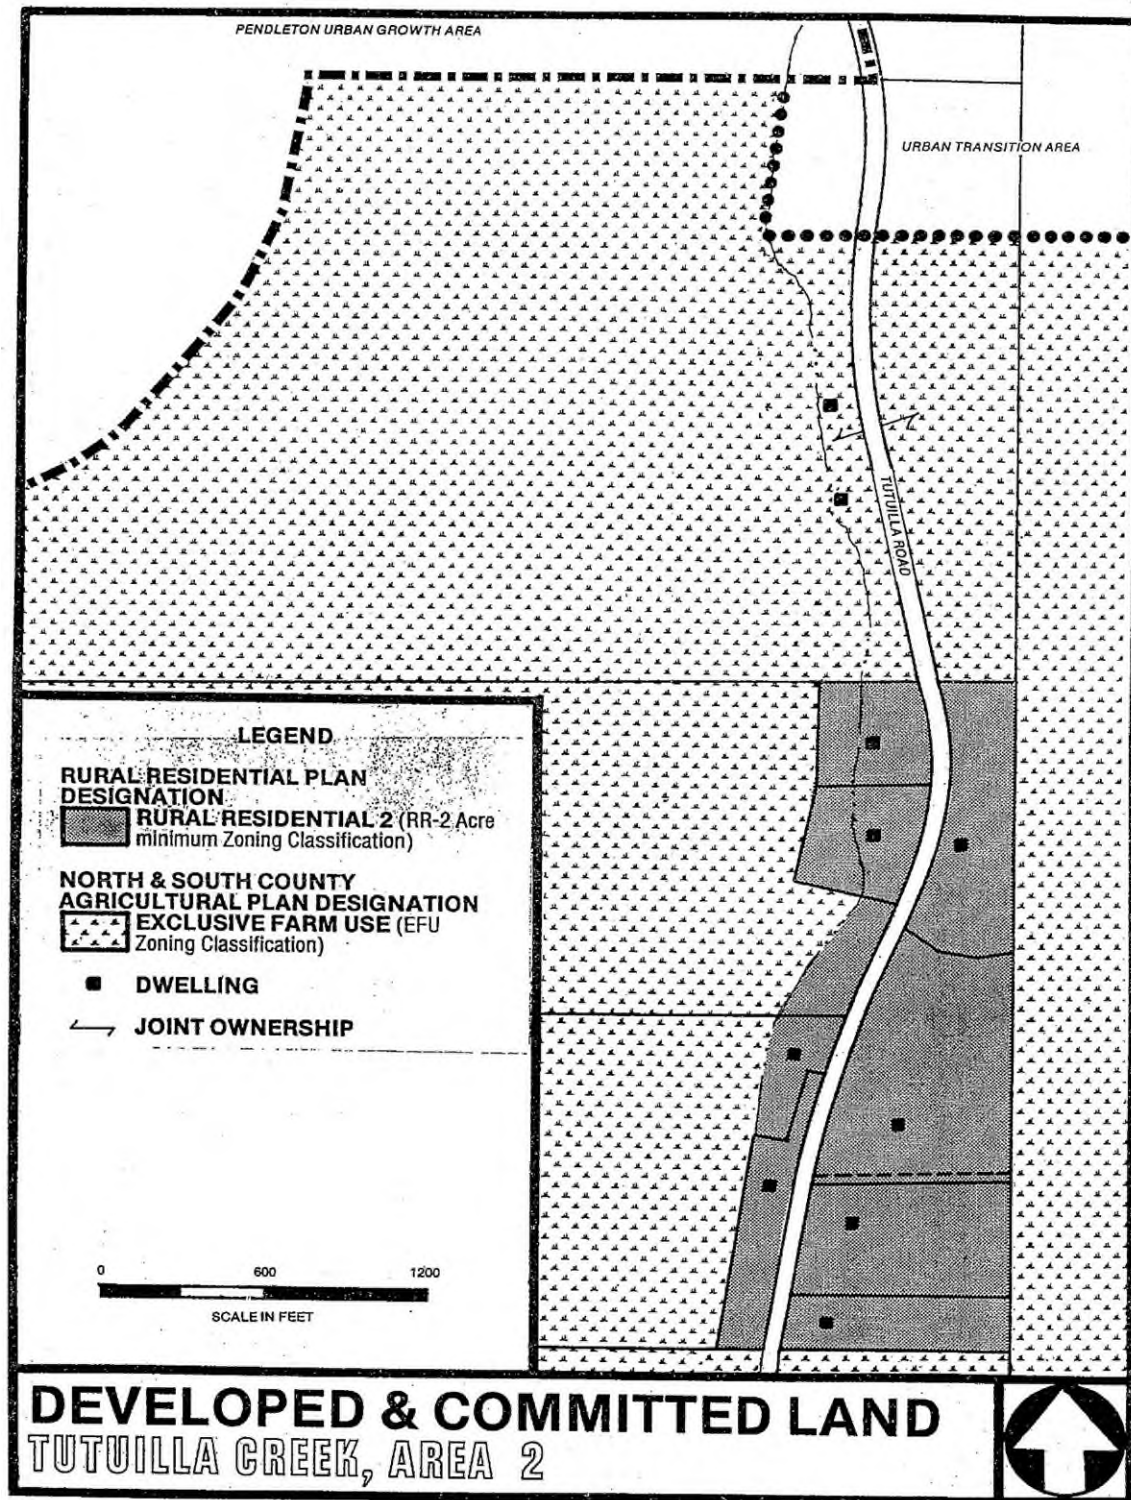 PENDLETON URBAN GROWTH AREA
URBAN TRANSITION AREA
TUTUILLA ROAD
LEGEND
RURAL RESIDENTIAL PLAN
DESIGNATION
RURAL RESIDENTIAL 2 (RR-2 Acre
minimum Zoning Classification)
NORTH & SOUTH COUNTY
AGRICULTURAL PLAN DESIGNATION
EXCLUSIVE FARM USE (EFU
Zoning Classification)
DWELLING
JOINT OWNERSHIP
0 600 1200
SCALE IN FEET
DEVELOPED & COMMITTED LAND
TUTUILLA CREEK, AREA 2